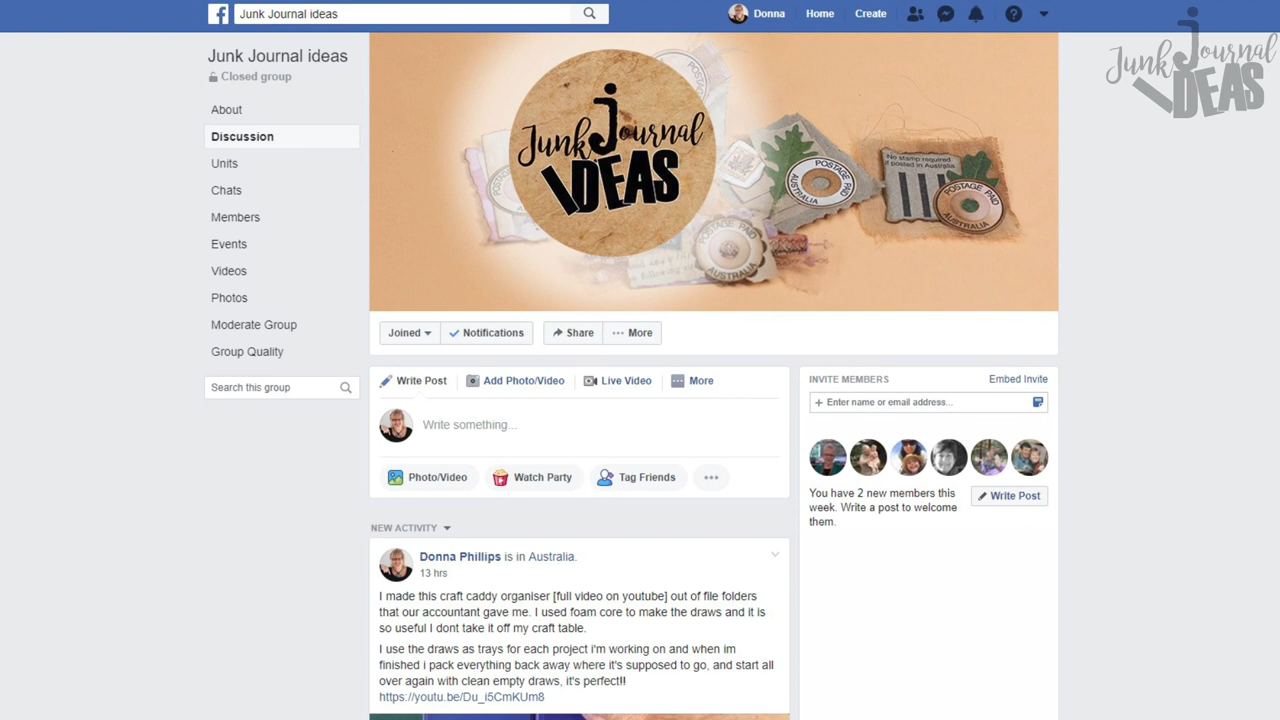 Junk Journal ideas
Donna
Home
Create
Junk Journal
IDEAS
Junk Journal ideas
Closed group
About
Discussion
Units
Chats
Members
Events
Videos
Photos
Moderate Group
Group Quality
Search this group
Junk Journal
IDEAS
POSTAGE PAID
AUSTRALIA
No stamp required
if posted in Australia
POSTAGE PAID
AUSTRALIA
POSTAGE PAID
AUSTRALIA
Joined
Notifications
Share
More
Write Post
Add Photo/Video
Live Video
More
Write something...
Photo/Video
Watch Party
Tag Friends
INVITE MEMBERS
Embed Invite
+ Enter name or email address...
You have 2 new members this
week. Write a post to welcome
them.
Write Post
NEW ACTIVITY
Donna Phillips is in Australia.
13 hrs
I made this craft caddy organiser [full video on youtube] out of file folders
that our accountant gave me. I used foam core to make the draws and it is
so useful I dont take it off my craft table.
I use the draws as trays for each project i'm working on and when im
finished i pack everything back away where it's supposed to go, and start all
over again with clean empty draws, it's perfect!!
https://youtu.be/Du_i5CmKUm8